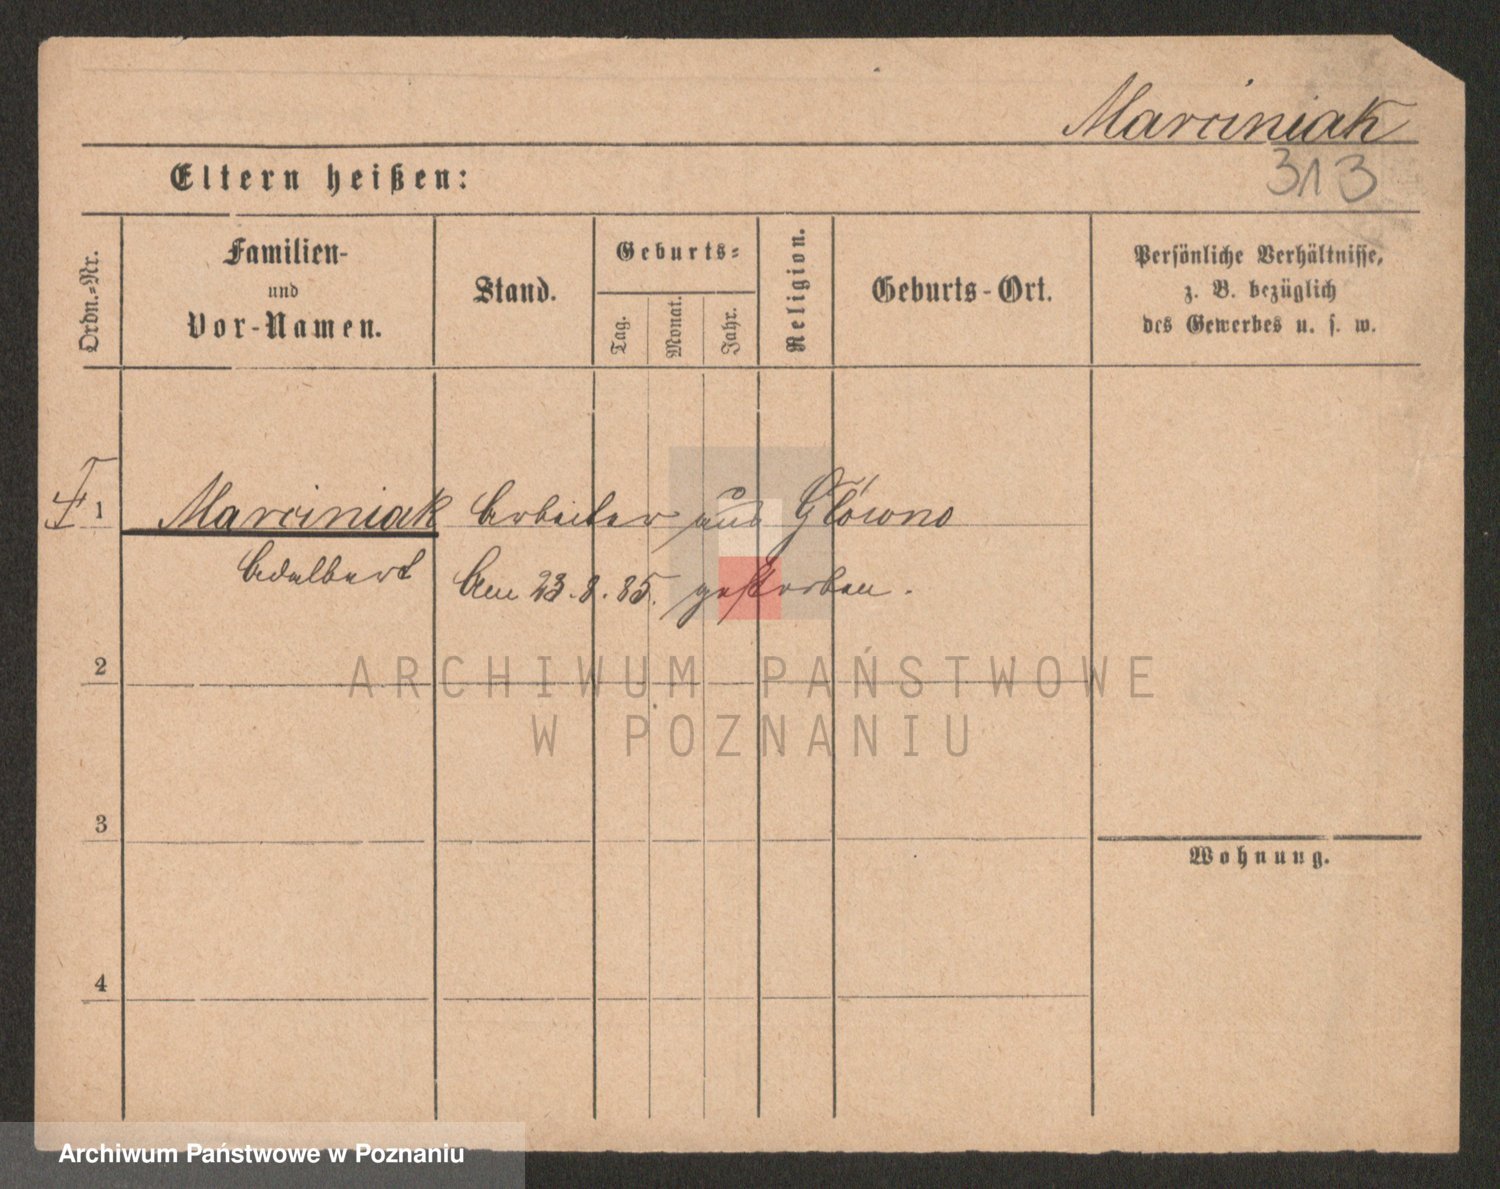 Marciniak
313
Eltern heißen:
Ordn.-Nr.
Familien-
und
Vor-Namen.
Stand.
Geburts-
Tag.
Monat.
Jahr.
Religion.
Geburts-Ort.
Persönliche Verhältnisse,
z. B. bezüglich
des Gewerbes u. s. w.
1 Marciniak Arbeiter aus Główno
Adalbert Am 23.8.85. gestorben.
2
ARCHIWUM PAŃSTWOWE
W POZNANIU
3
Wohnung.
4
Archiwum Państwowe w Poznaniu